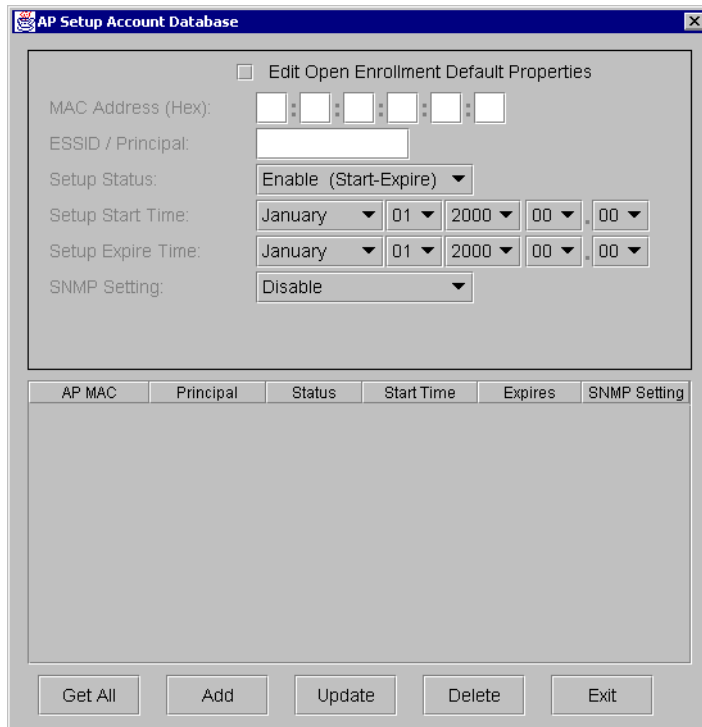 AP Setup Account Database
Edit Open Enrollment Default Properties
MAC Address (Hex): : : : : :
ESSID / Principal:
Setup Status: Enable (Start-Expire)
Setup Start Time: January 01 2000 00 . 00
Setup Expire Time: January 01 2000 00 . 00
SNMP Setting: Disable
AP MAC Principal Status Start Time Expires SNMP Setting
Get All Add Update Delete Exit